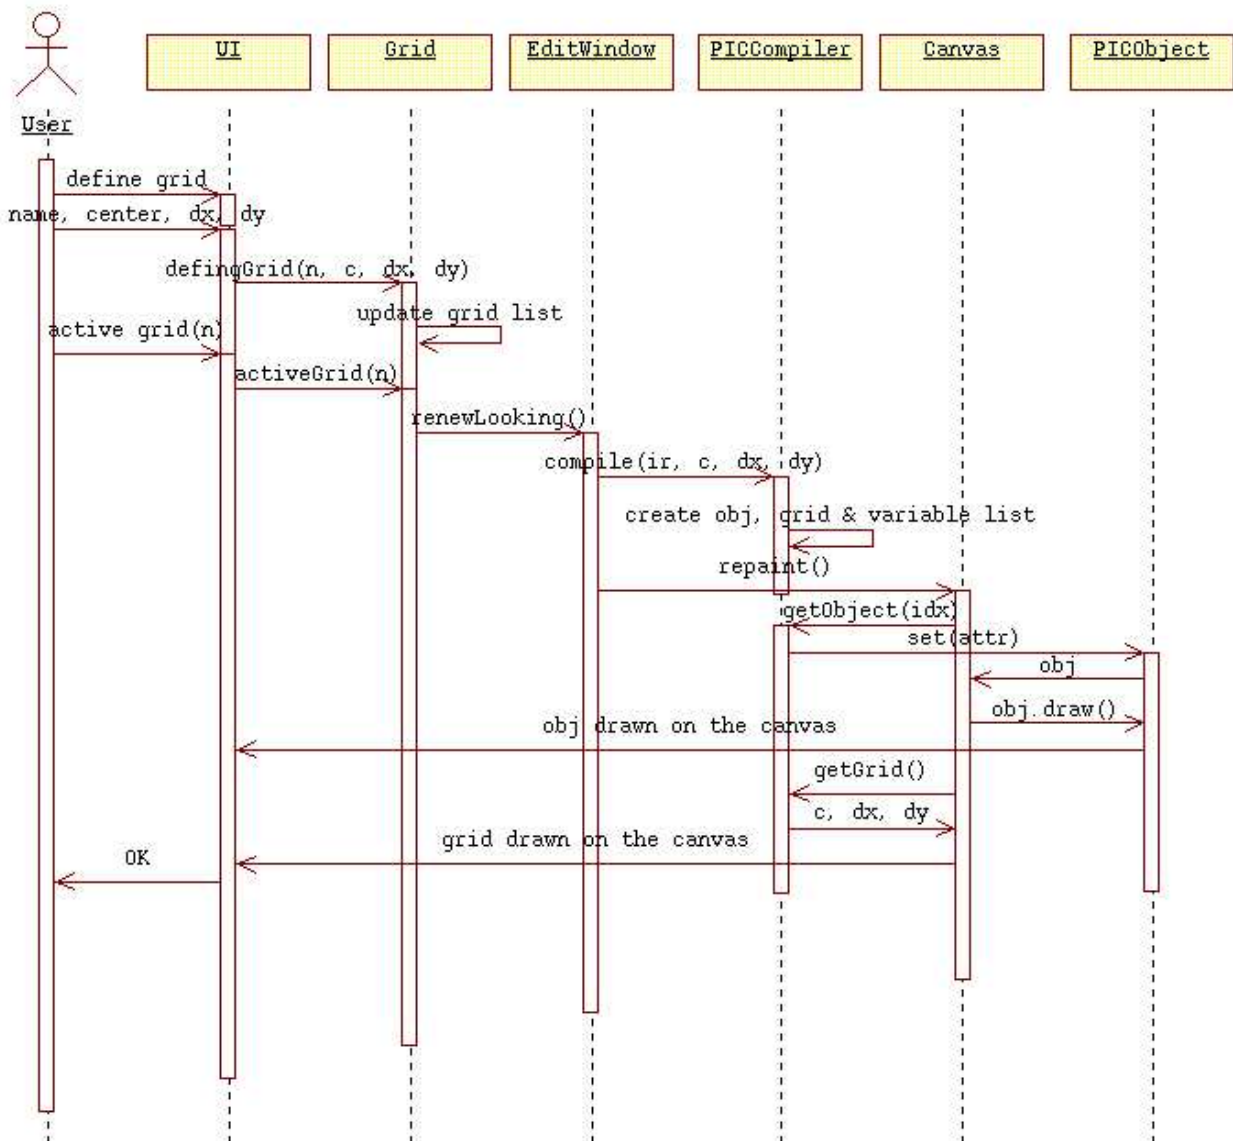 UI Grid EditWindow PICCompiler Canvas PICObject
User
define grid
name, center, dx, dy
defingGrid(n, c, dx, dy)
update grid list
active grid(n)
activeGrid(n)
renewLooking()
compile(ir, c, dx, dy)
create obj, grid & variable list
repaint()
getObject(idx)
set(attr)
obj
obj.draw()
obj drawn on the canvas
getGrid()
c, dx, dy
grid drawn on the canvas
OK